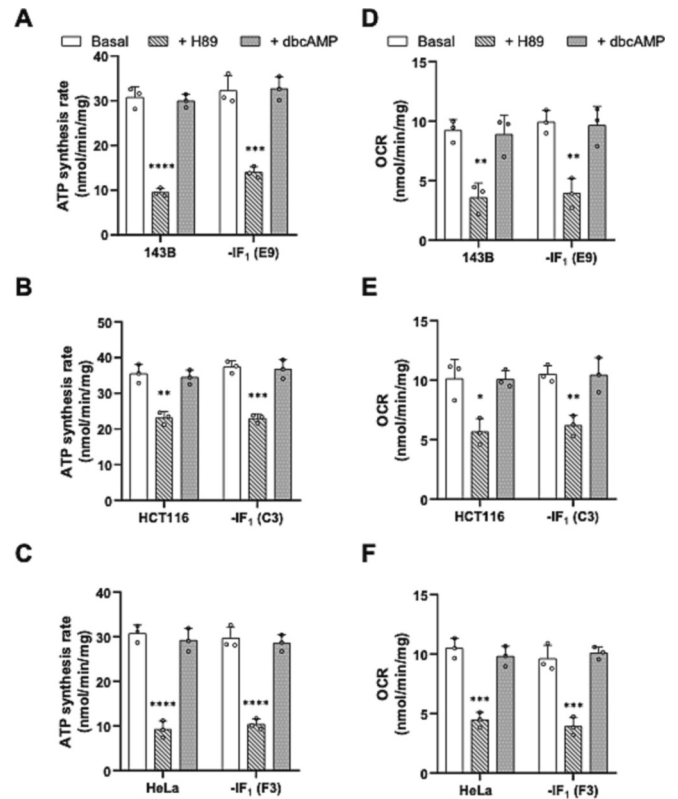 A
Basal + H89 + dbcAMP
ATP synthesis rate
(nmol/min/mg)
40
30
20
10
0
****
***
143B -IF1 (E9)
D
Basal + H89 + dbcAMP
OCR
(nmol/min/mg)
15
10
5
0
**
**
143B -IF1 (E9)
B
ATP synthesis rate
(nmol/min/mg)
50
40
30
20
10
0
**
***
HCT116 -IF1 (C3)
E
OCR
(nmol/min/mg)
15
10
5
0
*
**
HCT116 -IF1 (C3)
C
ATP synthesis rate
(nmol/min/mg)
40
30
20
10
0
****
****
HeLa -IF1 (F3)
F
OCR
(nmol/min/mg)
15
10
5
0
***
***
HeLa -IF1 (F3)